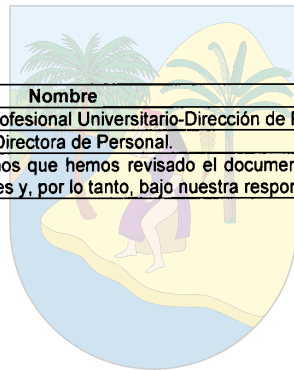 Nombre
ofesional Universitario-Dirección de
Directora de Personal.
os que hemos revisado el documen
es y, por lo tanto, bajo nuestra respon